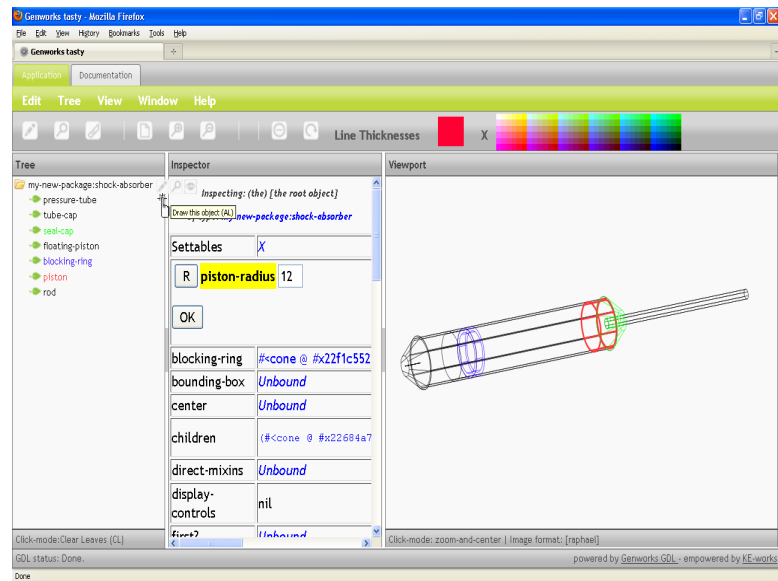 Genworks tasty - Mozilla Firefox
File Edit View History Bookmarks Tools Help
Genworks tasty
Application Documentation
Edit Tree View Window Help
Line Thicknesses X
Tree
Inspector
Viewport
my-new-package:shock-absorber
pressure-tube
tube-cap
seal-cap
floating-piston
blocking-ring
piston
rod
Inspecting: (the) [the root object]
Draw this object (AL)
new-package:shock-absorber
Settables X
R piston-radius 12
OK
blocking-ring #<cone @ #x22f1c552
bounding-box Unbound
center Unbound
children (#<cone @ #x22684a7
direct-mixins Unbound
display-controls nil
first? Unbound
Click-mode:Clear Leaves (CL)
Click-mode: zoom-and-center | Image format: [raphael]
GDL status: Done.
powered by Genworks GDL - empowered by KE-works
Done